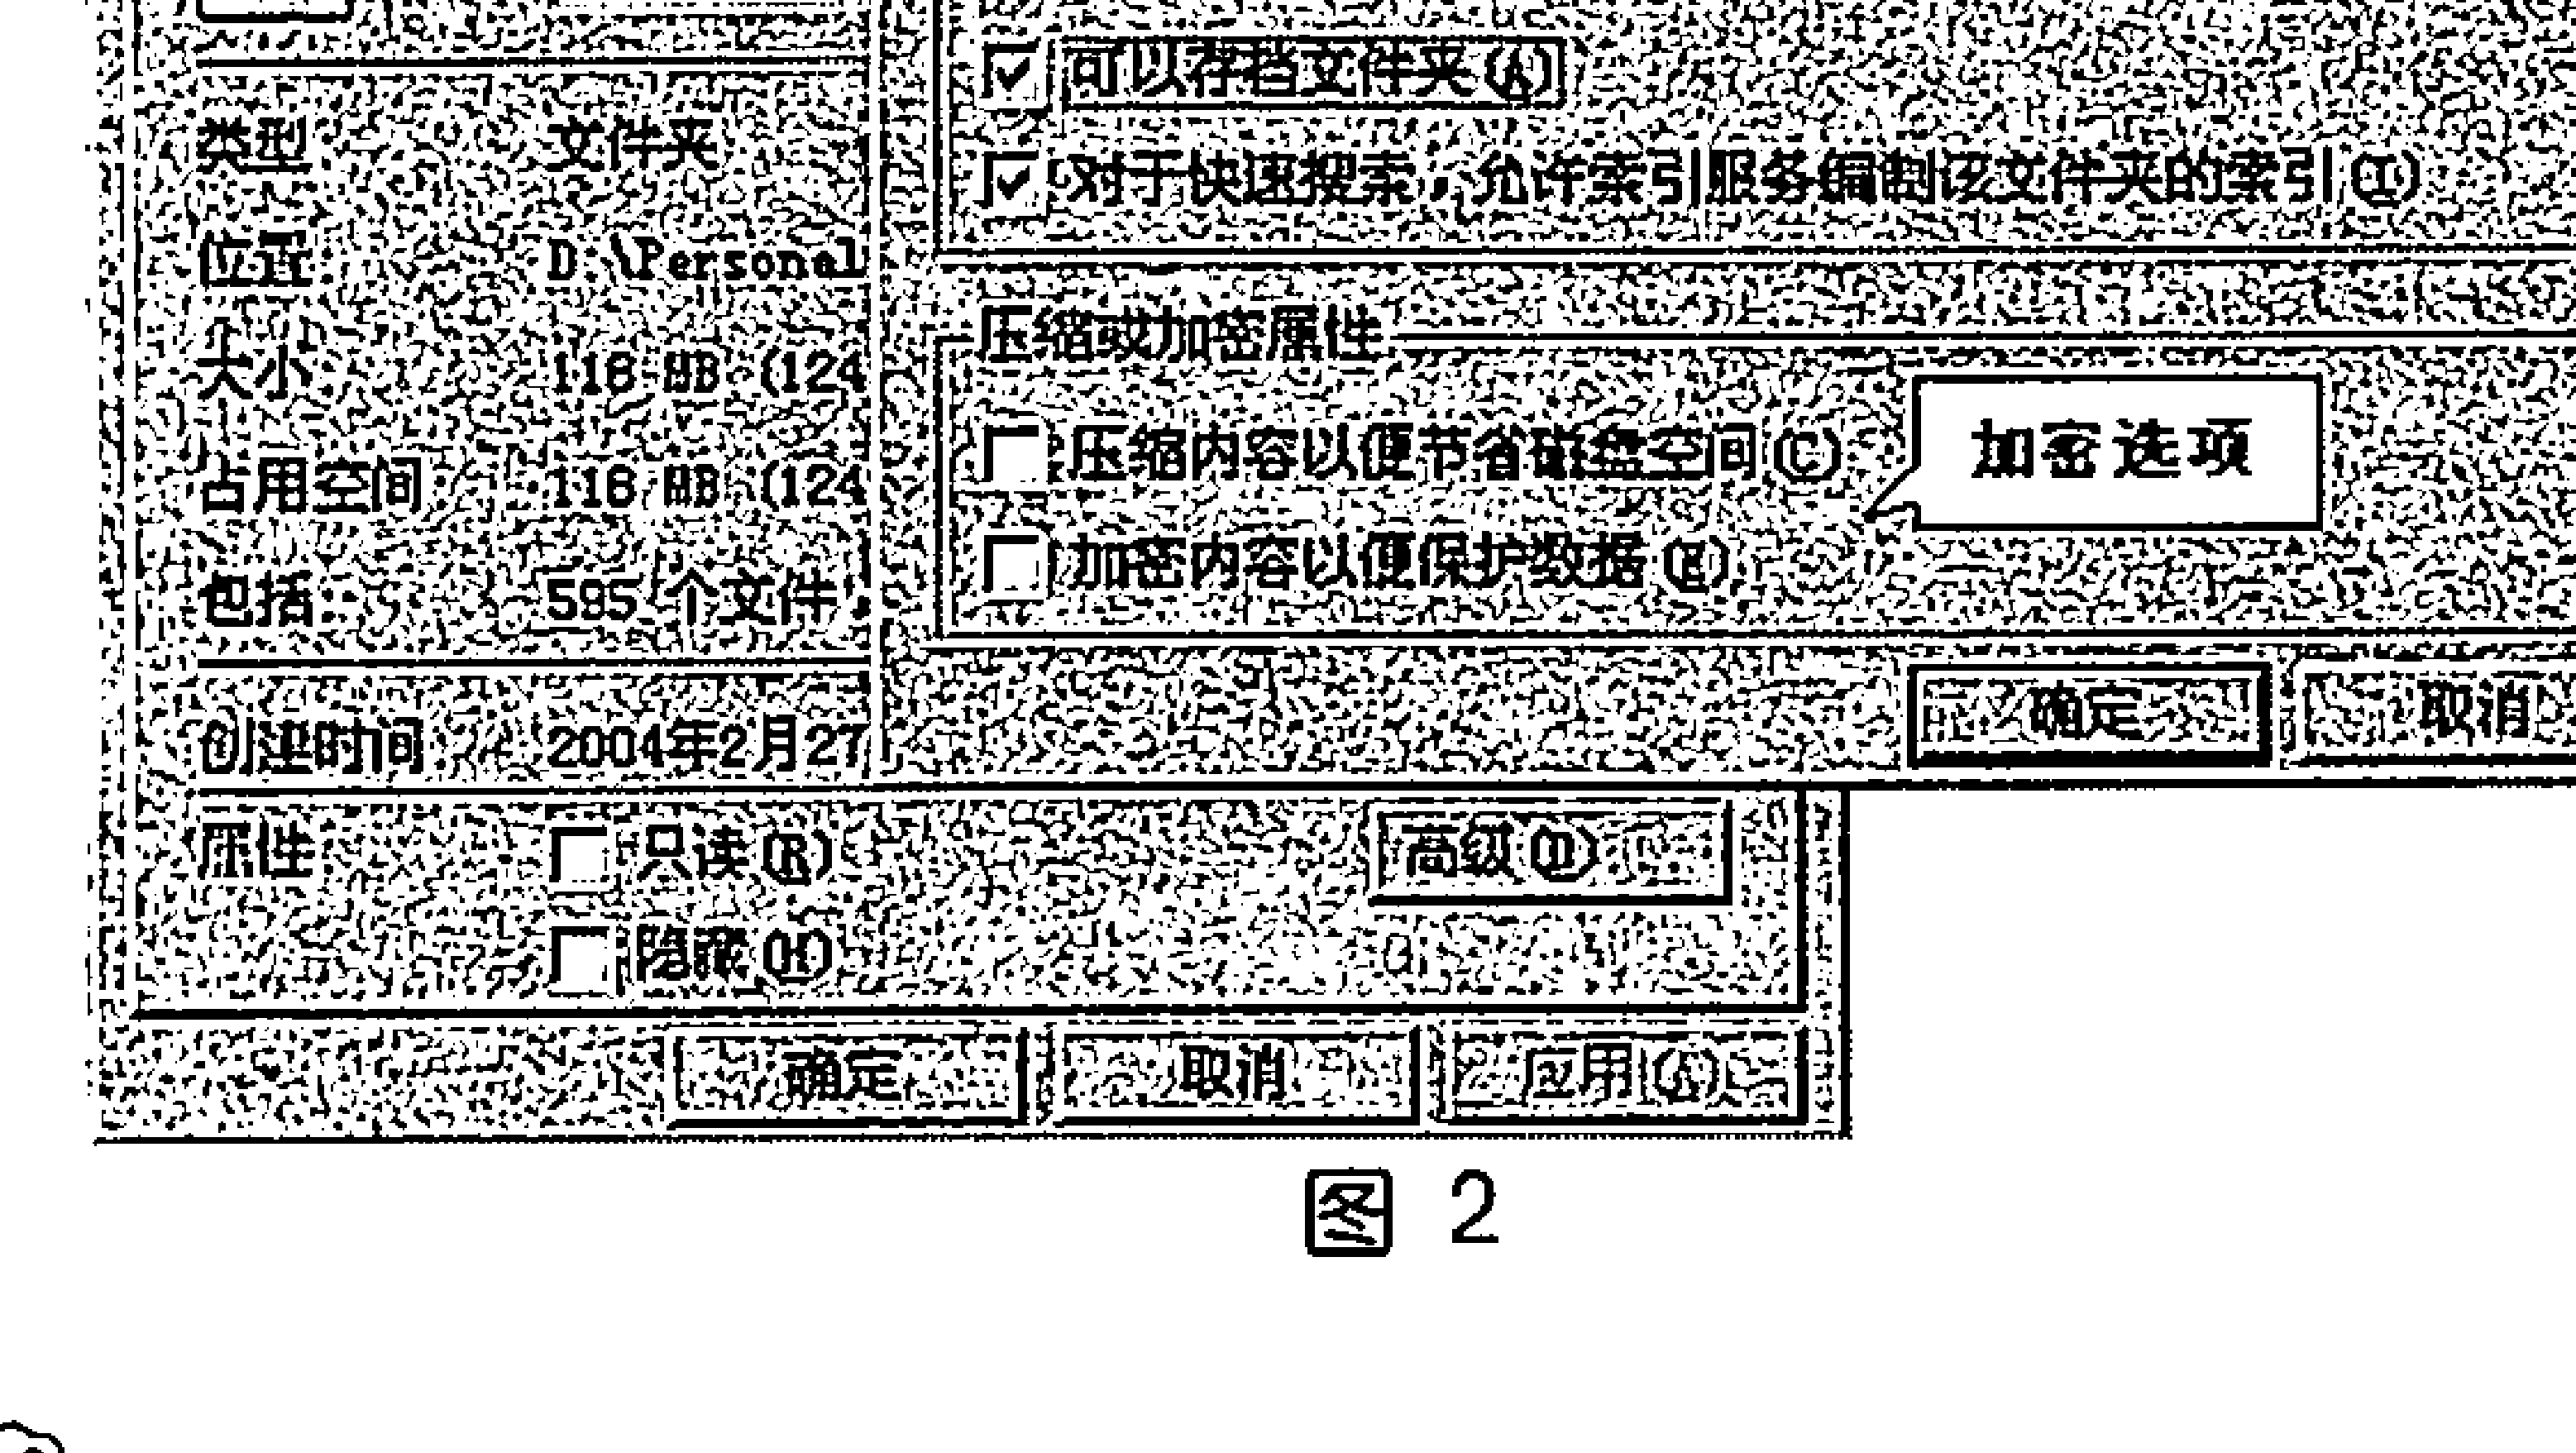 可以存档文件夹(A)
对于快速搜索,允许索引服务编制该文件夹的索引(I)
压缩或加密属性
压缩内容以便节省磁盘空间(C)
加密选项
加密内容以便保护数据(E)
确定 取消
类型: 文件夹
位置: D:\Personal
大小: 118 MB (124
占用空间: 118 MB (124
包括: 595 个文件,
创建时间: 2004年2月27
属性: 只读(R) 高级(D)
隐藏(H)
确定 取消 应用(A)
图 2